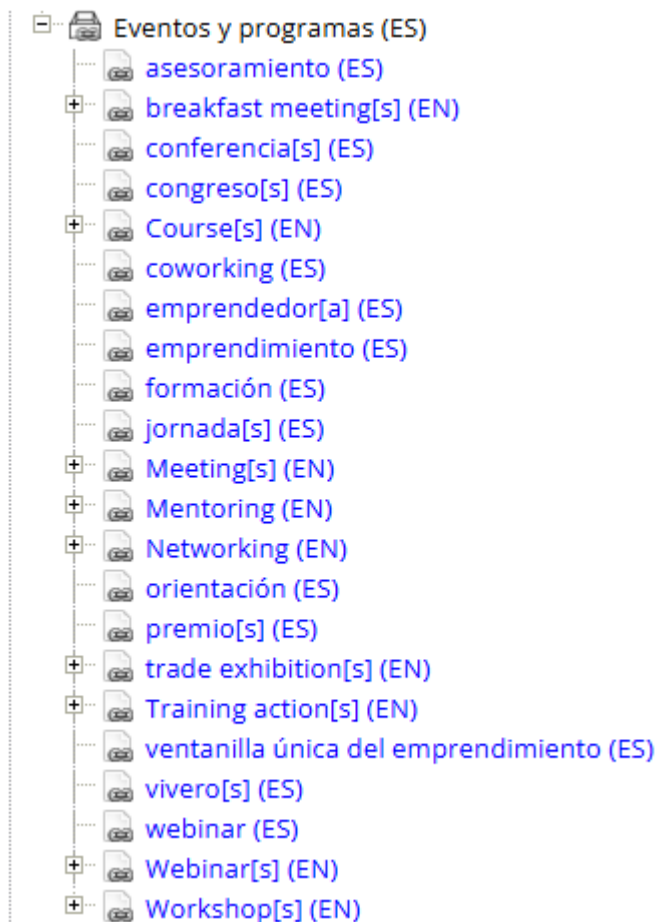 Eventos y programas (ES)
asesoramiento (ES)
breakfast meeting[s] (EN)
conferencia[s] (ES)
congreso[s] (ES)
Course[s] (EN)
coworking (ES)
emprendedor[a] (ES)
emprendimiento (ES)
formación (ES)
jornada[s] (ES)
Meeting[s] (EN)
Mentoring (EN)
Networking (EN)
orientación (ES)
premio[s] (ES)
trade exhibition[s] (EN)
Training action[s] (EN)
ventanilla única del emprendimiento (ES)
vivero[s] (ES)
webinar (ES)
Webinar[s] (EN)
Workshop[s] (EN)